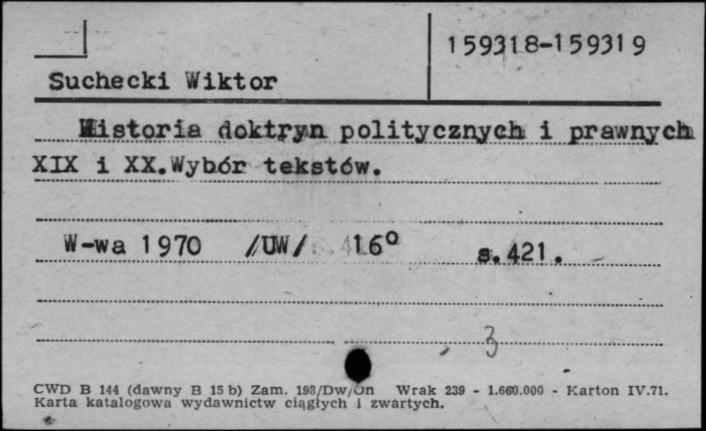 159318-159319
Suchecki Wiktor
Historia doktryn politycznych i prawnych
XIX i XX.Wybór tekstów.
W-wa 1970 /UW/ 16° s.421.
3
CWD B 144 (dawny B 15 b) Zam. 198/Dw/On Wrak 239 - 1.660.000 - Karton IV.71.
Karta katalogowa wydawnictw ciągłych i zwartych.